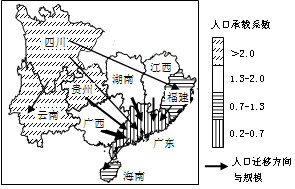 四川
贵州
云南
广西
湖南
江西
福建
广东
海南
人口承载系数
>2.0
1.3-2.0
0.7-1.3
0.2-0.7
人口迁移方向
与规模